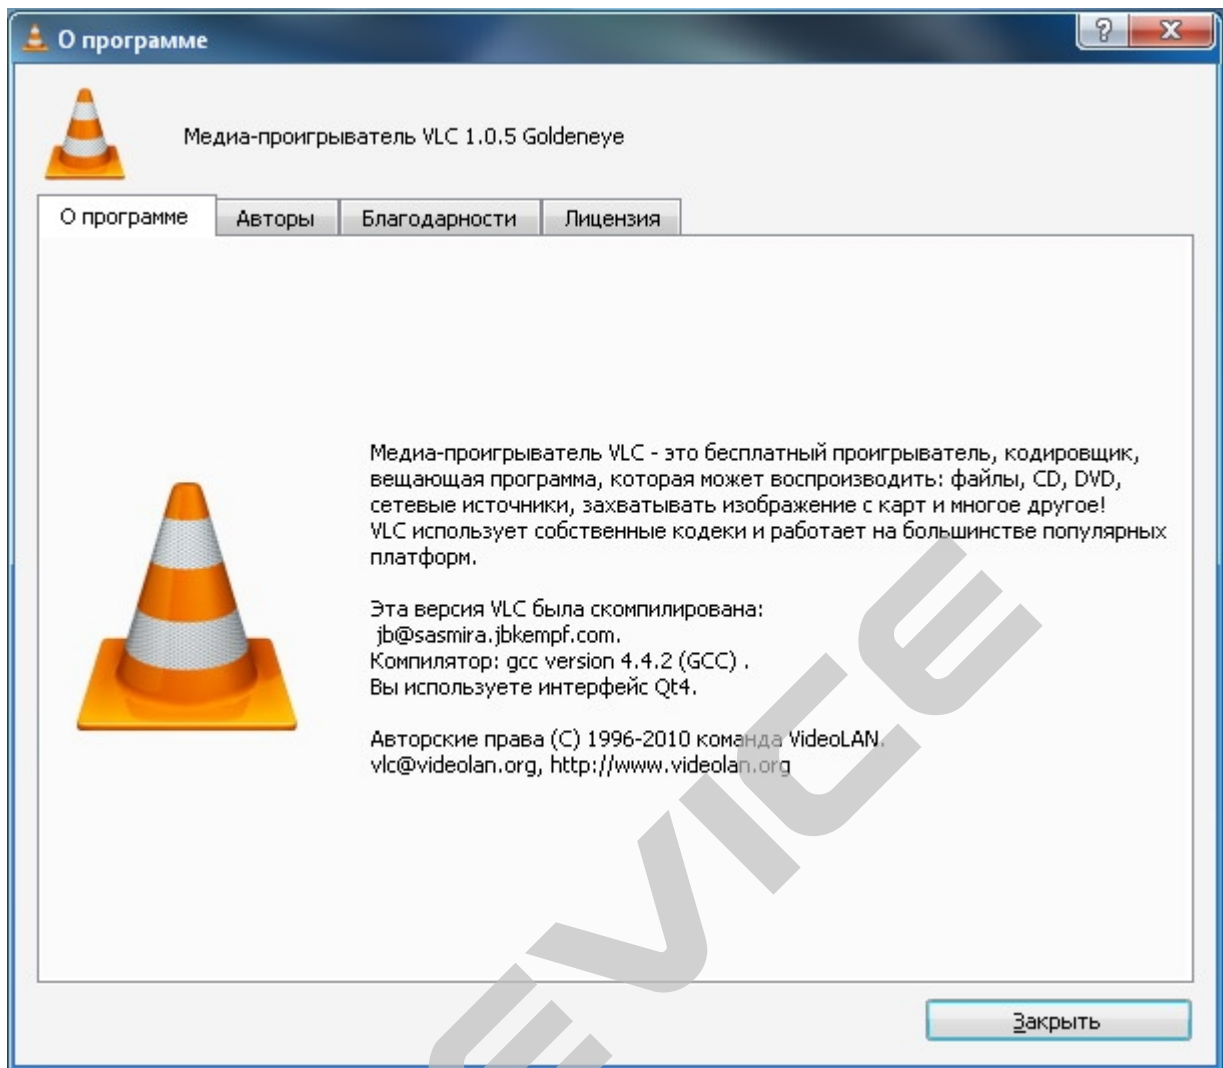 О программе
Медиа-проигрыватель VLC 1.0.5 Goldeneye
О программе
Авторы
Благодарности
Лицензия
Медиа-проигрыватель VLC - это бесплатный проигрыватель, кодировщик,
вещающая программа, которая может воспроизводить: файлы, CD, DVD,
сетевые источники, захватывать изображение с карт и многое другое!
VLC использует собственные кодеки и работает на большинстве популярных
платформ.
Эта версия VLC была скомпилирована:
jb@sasmira.jbkempf.com.
Компилятор: gcc version 4.4.2 (GCC) .
Вы используете интерфейс Qt4.
Авторские права (C) 1996-2010 команда VideoLAN.
vlc@videolan.org, http://www.videolan.org
EVICE
Закрыть